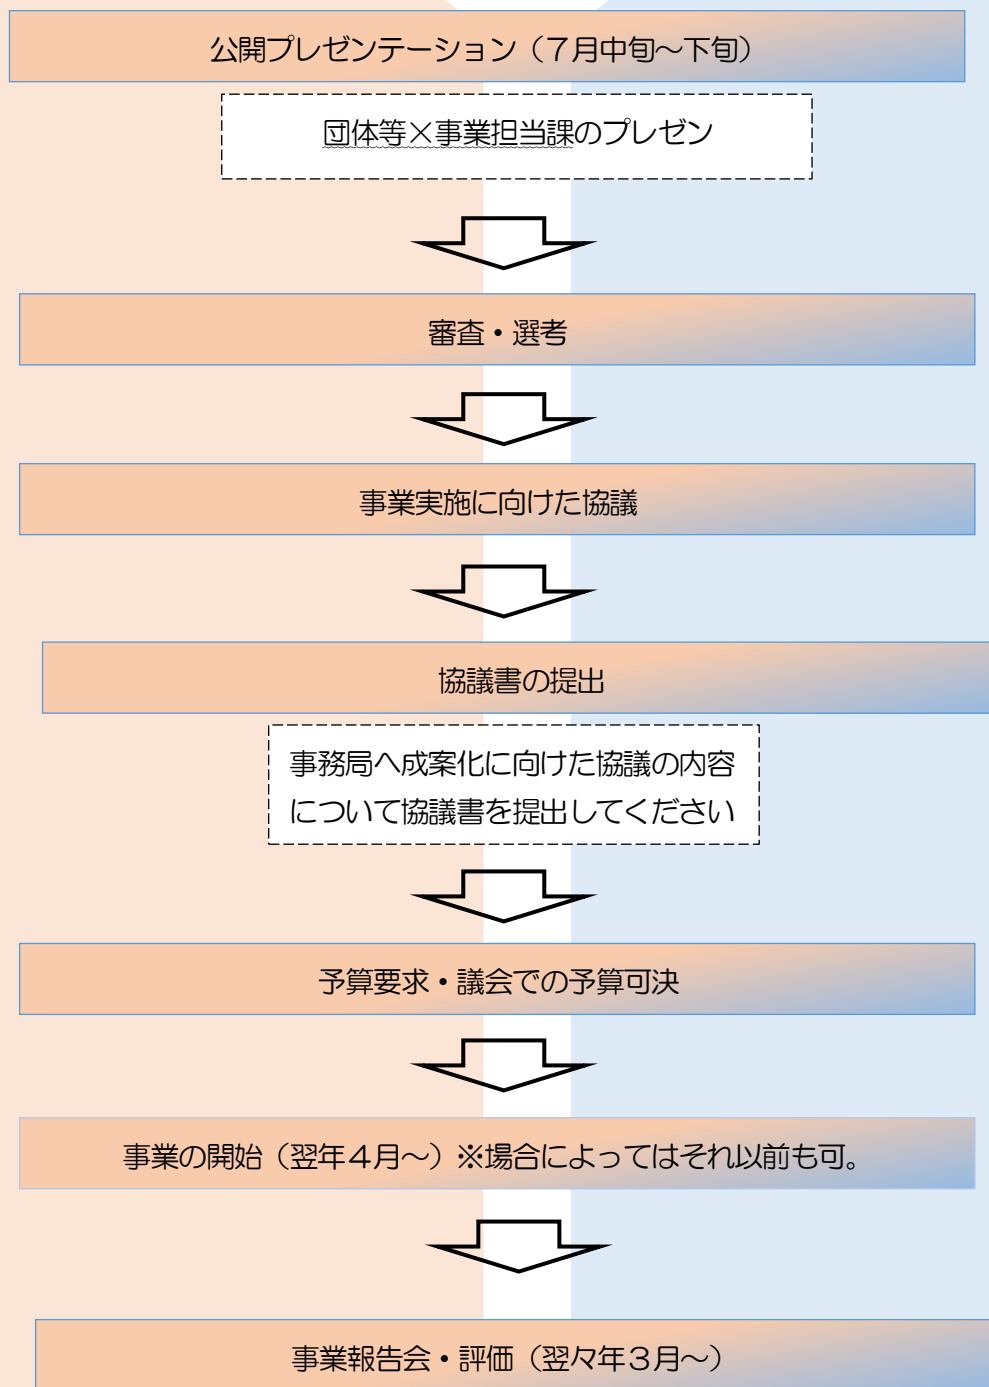 公開プレゼンテーション（７月中旬～下旬）
団体等×事業担当課のプレゼン
審査・選考
事業実施に向けた協議
協議書の提出
事務局へ成案化に向けた協議の内容
について協議書を提出してください
予算要求・議会での予算可決
事業の開始（翌年４月～）※場合によってはそれ以前も可。
事業報告会・評価（翌々年３月～）